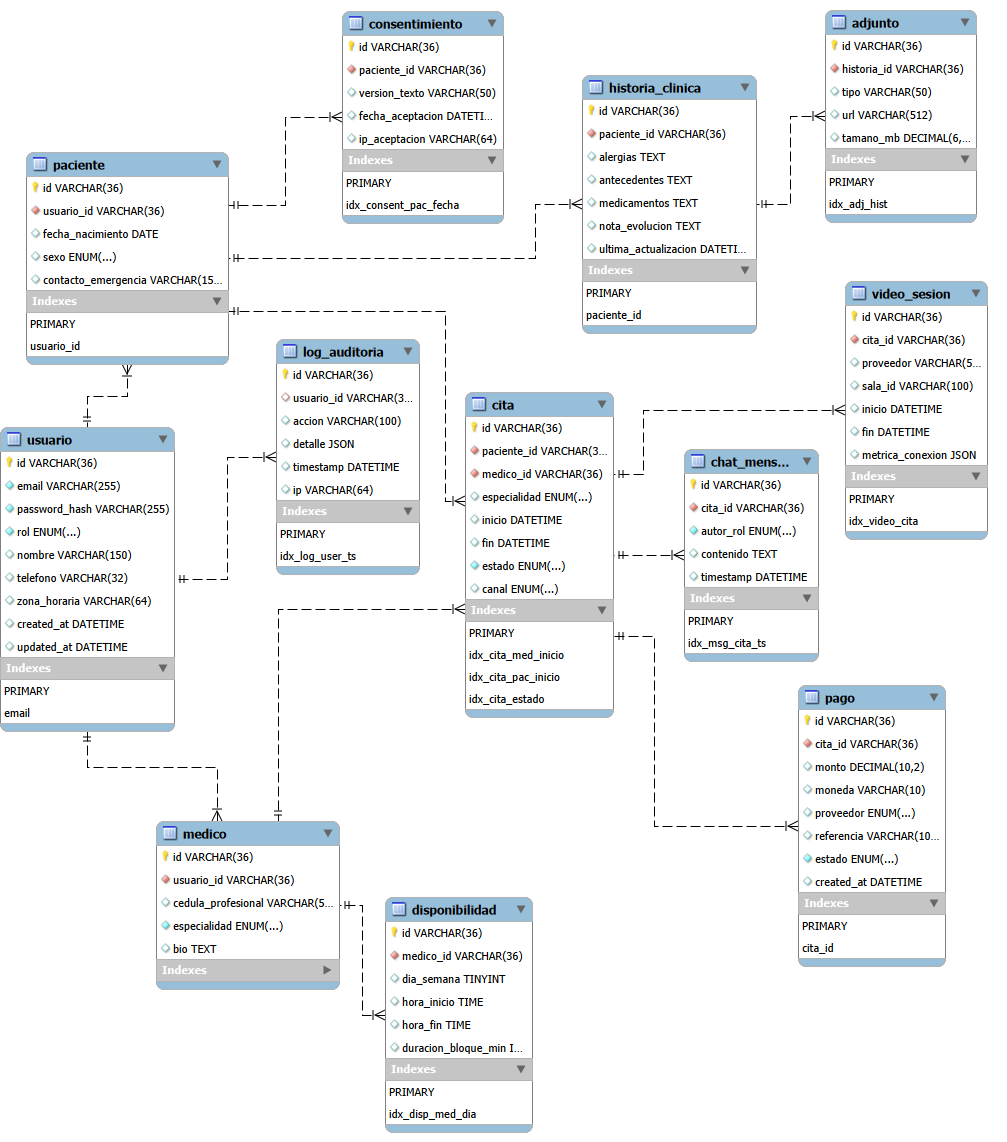 consentimiento
id VARCHAR(36)
paciente_id VARCHAR(36)
version_texto VARCHAR(50)
fecha_aceptacion DATETI...
ip_aceptacion VARCHAR(64)
Indexes
PRIMARY
idx_consent_pac_fecha
adjunto
id VARCHAR(36)
historia_id VARCHAR(36)
tipo VARCHAR(50)
url VARCHAR(512)
tamano_mb DECIMAL(6,...
Indexes
PRIMARY
idx_adj_hist
historia_clinica
id VARCHAR(36)
paciente_id VARCHAR(36)
alergias TEXT
antecedentes TEXT
medicamentos TEXT
nota_evolucion TEXT
ultima_actualizacion DATETI...
Indexes
PRIMARY
paciente_id
paciente
id VARCHAR(36)
usuario_id VARCHAR(36)
fecha_nacimiento DATE
sexo ENUM(...)
contacto_emergencia VARCHAR(15...
Indexes
PRIMARY
usuario_id
video_sesion
id VARCHAR(36)
cita_id VARCHAR(36)
proveedor VARCHAR(5...
sala_id VARCHAR(100)
inicio DATETIME
fin DATETIME
metrica_conexion JSON
Indexes
PRIMARY
idx_video_cita
log_auditoria
id VARCHAR(36)
usuario_id VARCHAR(3...
accion VARCHAR(100)
detalle JSON
timestamp DATETIME
ip VARCHAR(64)
Indexes
PRIMARY
idx_log_user_ts
cita
id VARCHAR(36)
paciente_id VARCHAR(3...
medico_id VARCHAR(36)
especialidad ENUM(...)
inicio DATETIME
fin DATETIME
estado ENUM(...)
canal ENUM(...)
Indexes
PRIMARY
idx_cita_med_inicio
idx_cita_pac_inicio
idx_cita_estado
usuario
id VARCHAR(36)
email VARCHAR(255)
password_hash VARCHAR(255)
rol ENUM(...)
nombre VARCHAR(150)
telefono VARCHAR(32)
zona_horaria VARCHAR(64)
created_at DATETIME
updated_at DATETIME
Indexes
PRIMARY
email
chat_mens...
id VARCHAR(36)
cita_id VARCHAR(36)
autor_rol ENUM(...)
contenido TEXT
timestamp DATETIME
Indexes
PRIMARY
idx_msg_cita_ts
pago
id VARCHAR(36)
cita_id VARCHAR(36)
monto DECIMAL(10,2)
moneda VARCHAR(10)
proveedor ENUM(...)
referencia VARCHAR(10...
estado ENUM(...)
created_at DATETIME
Indexes
PRIMARY
cita_id
medico
id VARCHAR(36)
usuario_id VARCHAR(36)
cedula_profesional VARCHAR(5...
especialidad ENUM(...)
bio TEXT
Indexes
disponibilidad
id VARCHAR(36)
medico_id VARCHAR(36)
dia_semana TINYINT
hora_inicio TIME
hora_fin TIME
duracion_bloque_min I...
Indexes
PRIMARY
idx_disp_med_dia